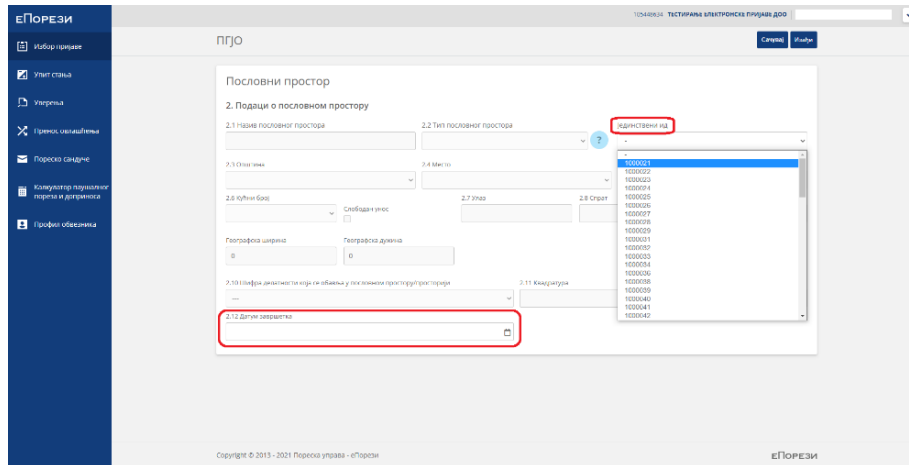 105448634 ТЕСТИРАЊЕ ЕЛЕКТРОНСКЕ ПРИЈАВЕ ДОО
еПорези
ПГЈО
Сачувај
Измјени
Избор пријаве
Упит стања
Уверења
Пренос овлашћења
Пореско сандуче
Калкулатор паушалног
пореза и доприноса
Профил обвезника
Пословни простор
2. Подаци о пословном простору
2.1 Назив пословног простора
2.2 Тип пословног простора
?
Јединствени ид
-
2.3 Општина
2.4 Место
-
1000021
1000022
1000023
1000024
1000025
1000026
1000027
1000028
1000029
1000031
1000032
1000033
1000034
1000036
1000038
1000039
1000040
1000041
1000042
2.6 Кућни број
Слободан унос
2.7 Улаз
2.8 Спрат
Географска ширина
Географска дужина
0
0
2.10 Шифра делатности која се обавља у пословном простору/просторији
2.11 Квадратура
---
2.12 Датум завршетка
Copyright © 2013 - 2021 Пореска управа - еПорези
еПорези